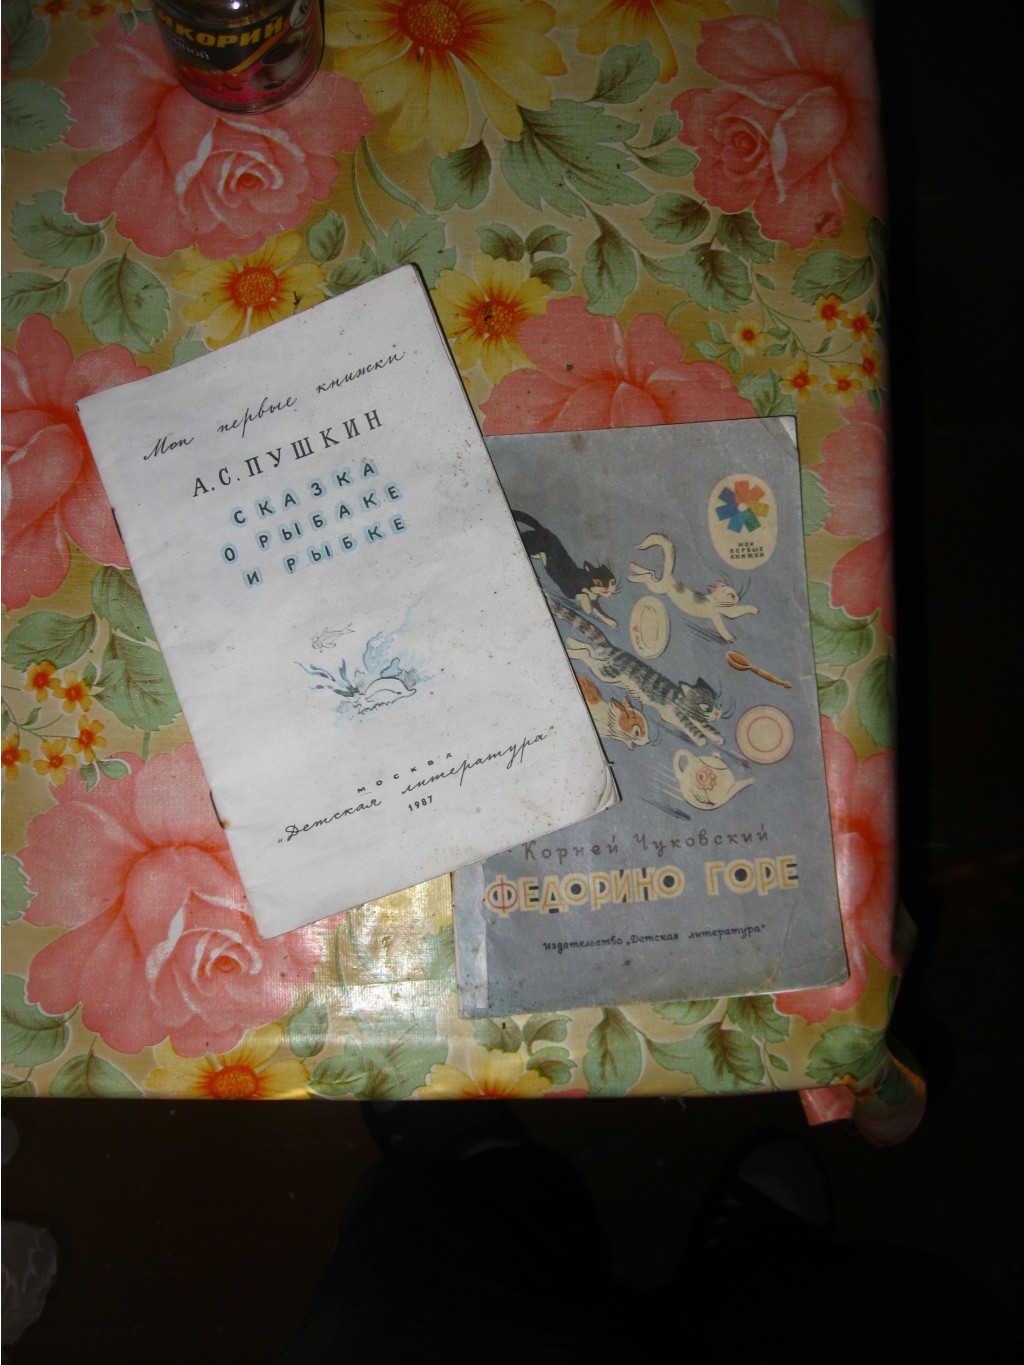 ИКОРИЙ
Мои первые книжки
А.С.ПУШКИН
СКАЗКА
О РЫБАКЕ
И РЫБКЕ
МОСКВА
"Детская литература"
1987
МОИ
ПЕРВЫЕ
КНИЖКИ
Корней Чуковский
ФЕДОРИНО ГОРЕ
Издательство „Детская литература"